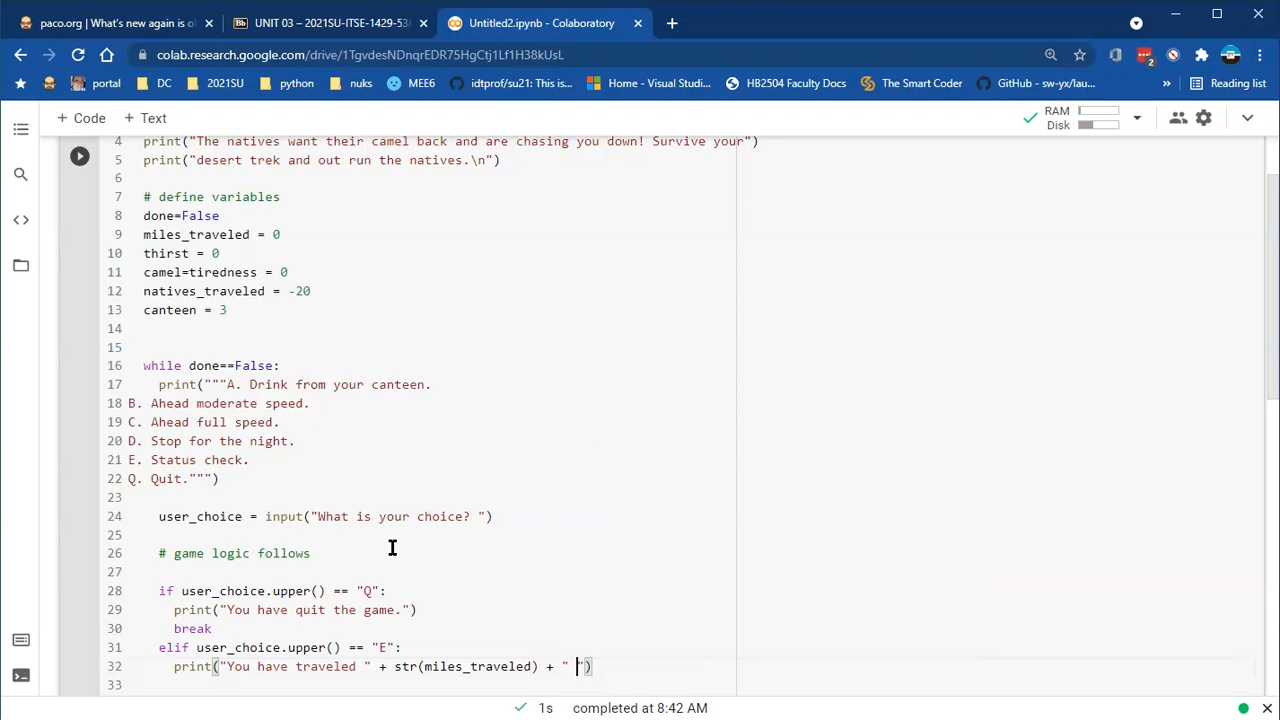 paco.org | What's new again is o
UNIT 03 – 2021SU-ITSE-1429-53
Untitled2.ipynb - Colaboratory
colab.research.google.com/drive/1TgvdesNDnqrEDR75HgCtj1Lf1H38kUsL
portal
DC
2021SU
python
nuks
MEE6
idtprof/su21: This is...
Home - Visual Studi...
HB2504 Faculty Docs
The Smart Coder
GitHub - sw-yx/lau...
»
Reading list
+ Code + Text
RAM
Disk
4 print("The natives want their camel back and are chasing you down! Survive your")
5 print("desert trek and out run the natives.\n")
6
7 # define variables
8 done=False
9 miles_traveled = 0
10 thirst = 0
11 camel=tiredness = 0
12 natives_traveled = -20
13 canteen = 3
14
15
16 while done==False:
17 print("""A. Drink from your canteen.
18 B. Ahead moderate speed.
19 C. Ahead full speed.
20 D. Stop for the night.
21 E. Status check.
22 Q. Quit.""")
23
24 user_choice = input("What is your choice? ")
25
26 # game logic follows
27
28 if user_choice.upper() == "Q":
29 print("You have quit the game.")
30 break
31 elif user_choice.upper() == "E":
32 print("You have traveled " + str(miles_traveled) + " ")
33
1s completed at 8:42 AM